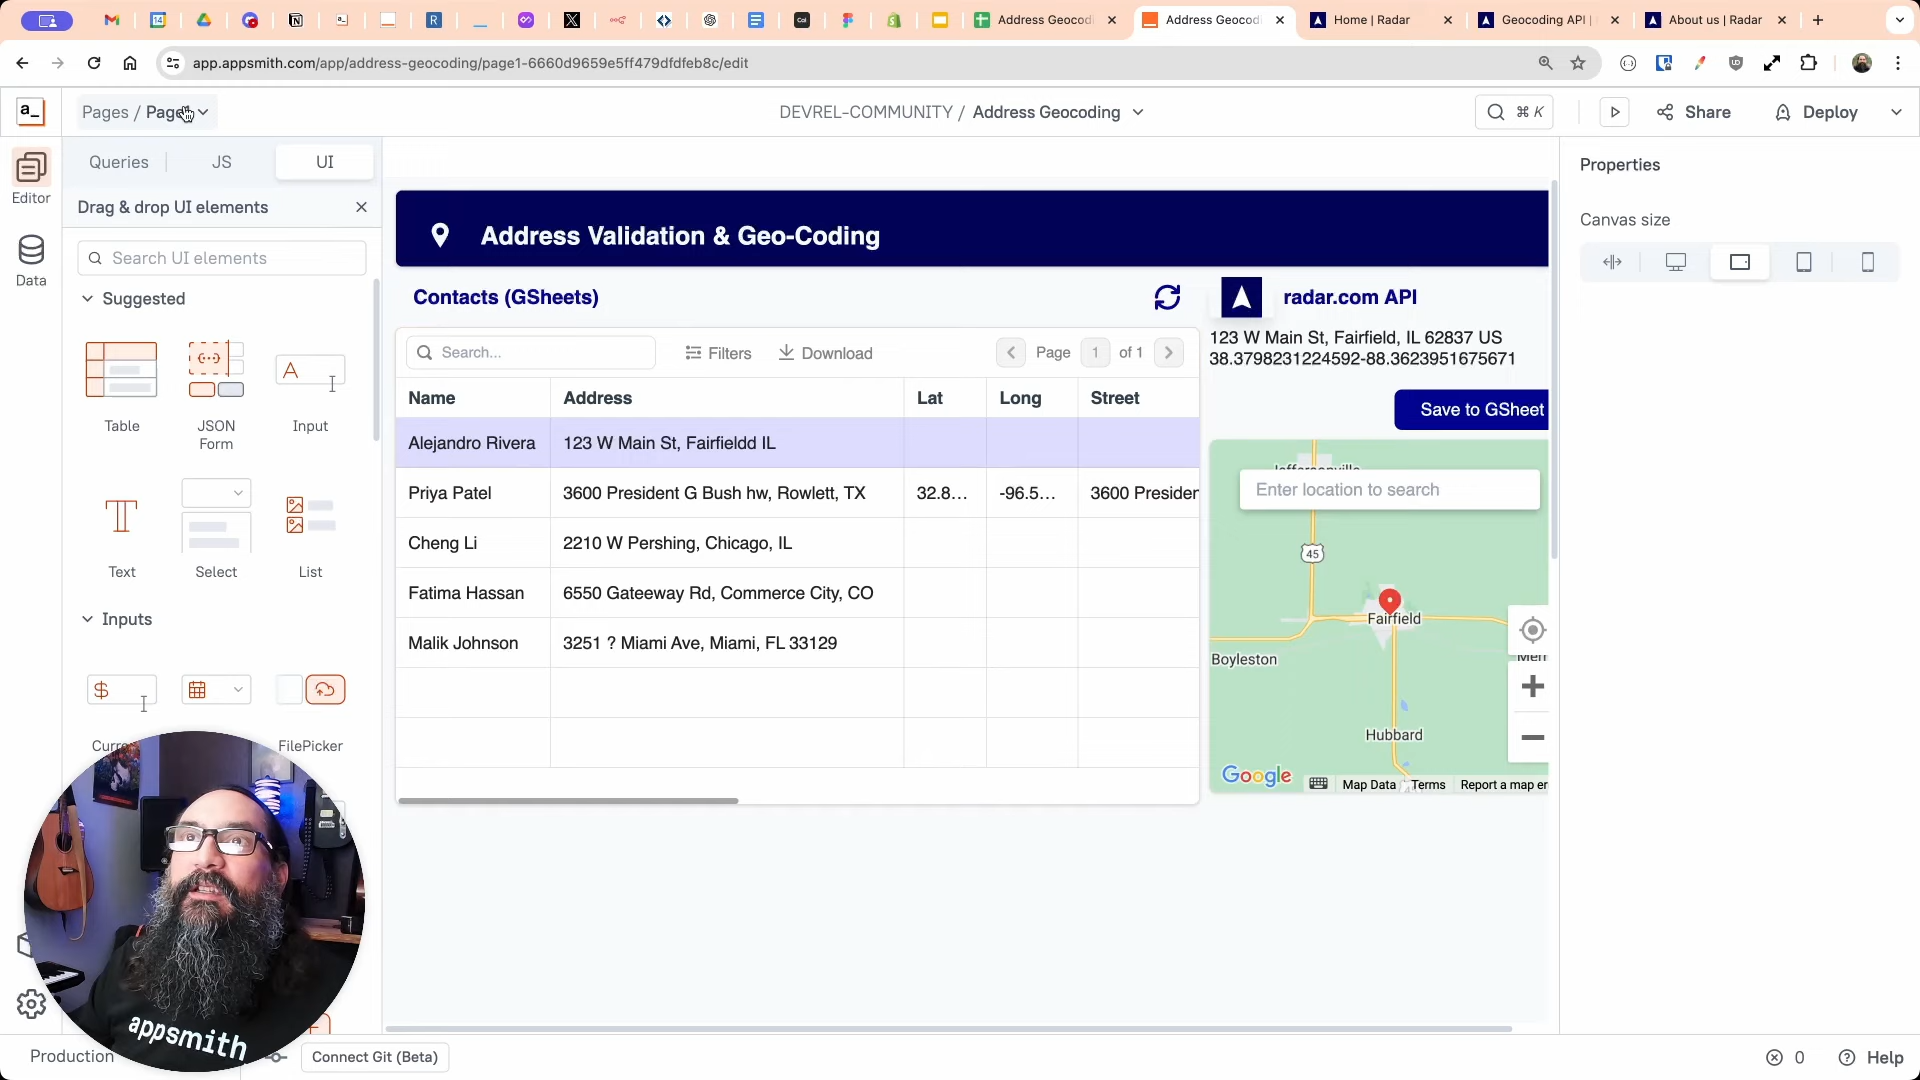 Address Geocodi
Address Geocodi
Home | Radar
Geocoding API |
About us | Radar
app.appsmith.com/app/address-geocoding/page1-6660d9659e5ff479dfdfeb8c/edit
a_
Pages /
DEVREL-COMMUNITY / Address Geocoding
⌘ K
Share
Deploy
Editor
Data
Queries
JS
UI
Drag & drop UI elements
Search UI elements
Suggested
Table
JSON
Form
Input
Text
Select
List
Inputs
FilePicker
Address Validation & Geo-Coding
Contacts (GSheets)
Search...
Filters
Download
Page
1
of 1
Name
Address
Lat
Long
Street
Alejandro Rivera
123 W Main St, Fairfieldd IL
Priya Patel
3600 President G Bush hw, Rowlett, TX
32.8...
-96.5...
3600 Presiden
Cheng Li
2210 W Pershing, Chicago, IL
Fatima Hassan
6550 Gateeway Rd, Commerce City, CO
Malik Johnson
3251 ? Miami Ave, Miami, FL 33129
radar.com API
123 W Main St, Fairfield, IL 62837 US
38.3798231224592-88.3623951675671
Save to GSheet
Enter location to search
45
Fairfield
Boyleston
Hubbard
Google
Map Data
Terms
Report a map er
Properties
Canvas size
appsmith
Production
Connect Git (Beta)
0
Help